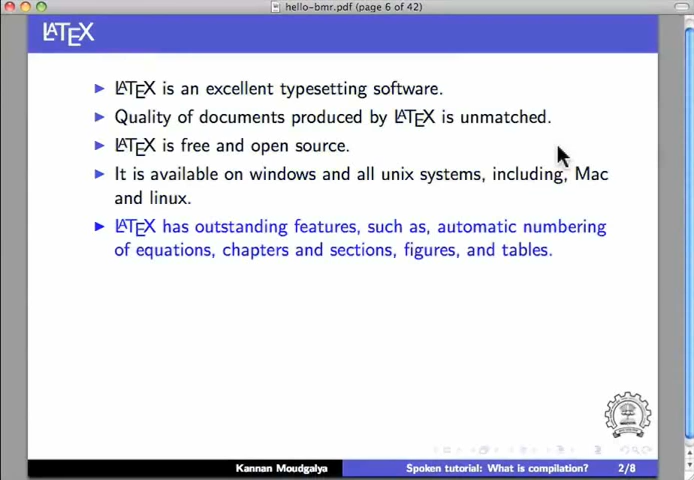 hello-bmr.pdf (page 6 of 42)
LATEX
LATEX is an excellent typesetting software.
Quality of documents produced by LATEX is unmatched.
LATEX is free and open source.
It is available on windows and all unix systems, including, Mac
and linux.
LATEX has outstanding features, such as, automatic numbering
of equations, chapters and sections, figures, and tables.
Kannan Moudgalya Spoken tutorial: What is compilation? 2/8